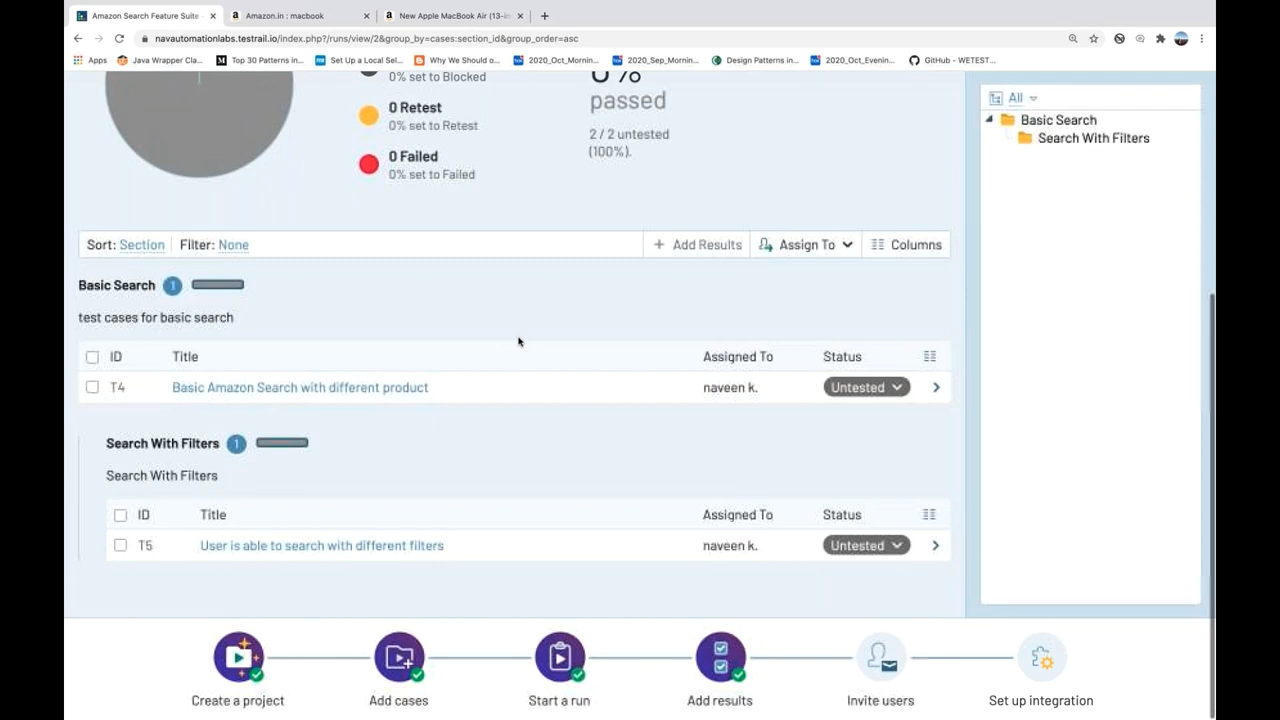 Amazon Search Feature Suite
Amazon.in : macbook
New Apple MacBook Air (13-in
navautomationlabs.testrail.io/index.php?/runs/view/2&group_by=cases:section_id&group_order=asc
Apps
Java Wrapper Cla...
Top 30 Patterns in...
Set Up a Local Sel...
Why We Should o...
2020_Oct_Mornin...
2020_Sep_Mornin...
Design Patterns in...
2020_Oct_Evenin...
GitHub - WETEST...
0% set to Blocked
0 Retest
0% set to Retest
0 Failed
0% set to Failed
0%
passed
2 / 2 untested
(100%).
All
Basic Search
Search With Filters
Sort: Section Filter: None
+ Add Results
Assign To
Columns
Basic Search 1
test cases for basic search
ID Title Assigned To Status
T4 Basic Amazon Search with different product naveen k. Untested
Search With Filters 1
Search With Filters
ID Title Assigned To Status
T5 User is able to search with different filters naveen k. Untested
Create a project
Add cases
Start a run
Add results
Invite users
Set up integration